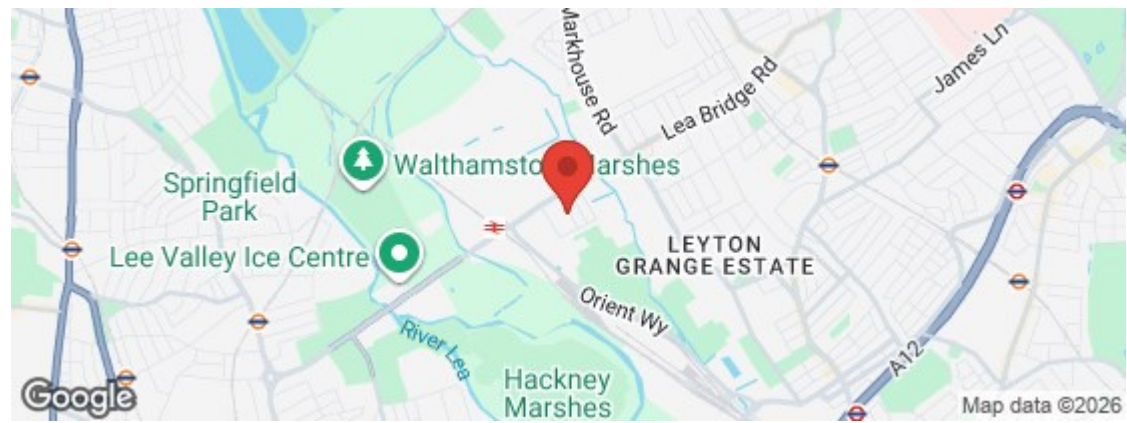 Markhouse Rd
James Ln
Lea Bridge Rd
Walthamstow Marshes
Springfield
Park
Lee Valley Ice Centre
LEYTON
GRANGE ESTATE
Orient Wy
River Lea
A12
Hackney
Marshes
Google
Map data ©2026